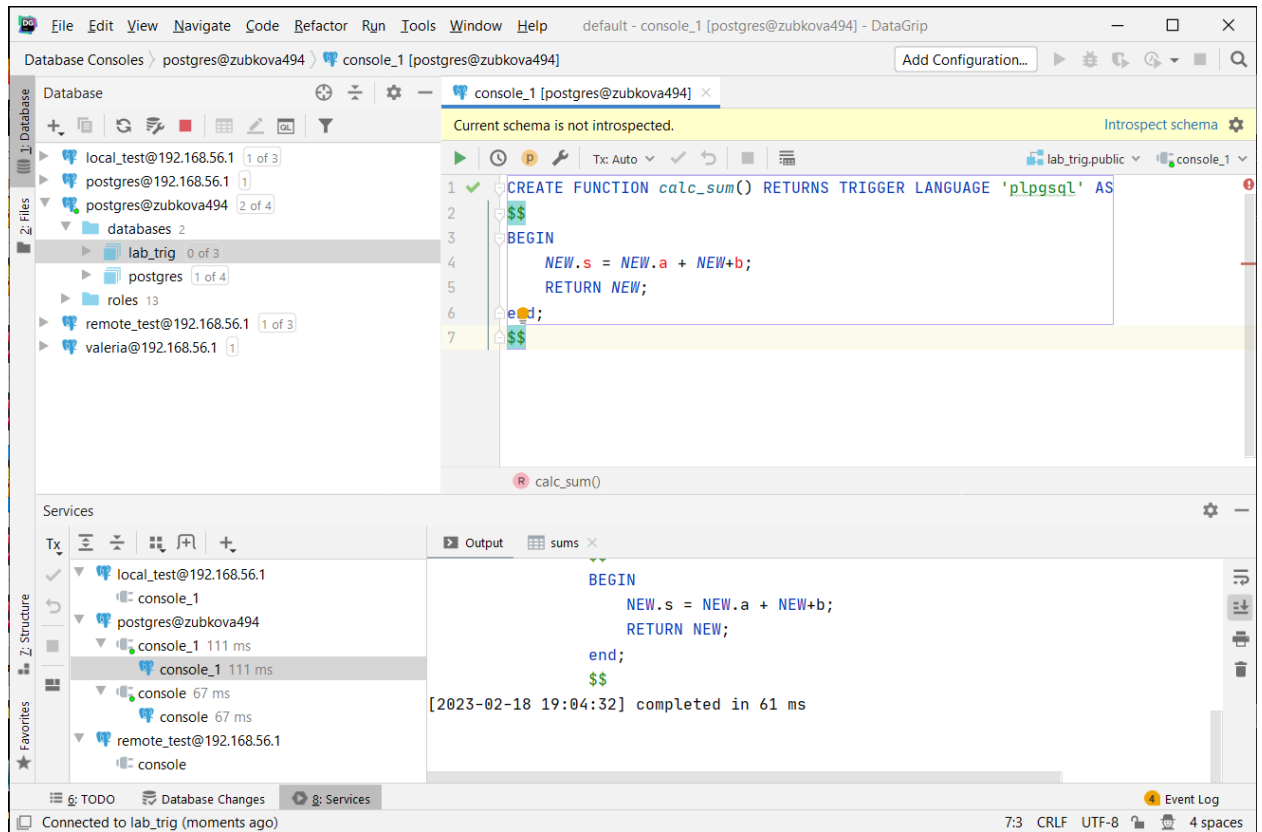 File Edit View Navigate Code Refactor Run Tools Window Help default - console_1 [postgres@zubkova494] - DataGrip
Database Consoles postgres@zubkova494 console_1 [postgres@zubkova494] Add Configuration...
1: Database
2: Files
Z: Structure
Favorites
Database
local_test@192.168.56.1 1 of 3
postgres@192.168.56.1 1
postgres@zubkova494 2 of 4
databases 2
lab_trig 0 of 3
postgres 1 of 4
roles 13
remote_test@192.168.56.1 1 of 3
valeria@192.168.56.1 1
console_1 [postgres@zubkova494]
Current schema is not introspected. Introspect schema
Tx: Auto lab_trig.public console_1
1 CREATE FUNCTION calc_sum() RETURNS TRIGGER LANGUAGE 'plpgsql' AS
2 $$
3 BEGIN
4 NEW.s = NEW.a + NEW+b;
5 RETURN NEW;
6 end;
7 $$
R calc_sum()
Services
Tx
local_test@192.168.56.1
console_1
postgres@zubkova494
console_1 111 ms
console_1 111 ms
console 67 ms
console 67 ms
remote_test@192.168.56.1
console
Output sums
$$
BEGIN
NEW.s = NEW.a + NEW+b;
RETURN NEW;
end;
$$
[2023-02-18 19:04:32] completed in 61 ms
6: TODO Database Changes 8: Services 4 Event Log
Connected to lab_trig (moments ago) 7:3 CRLF UTF-8 4 spaces